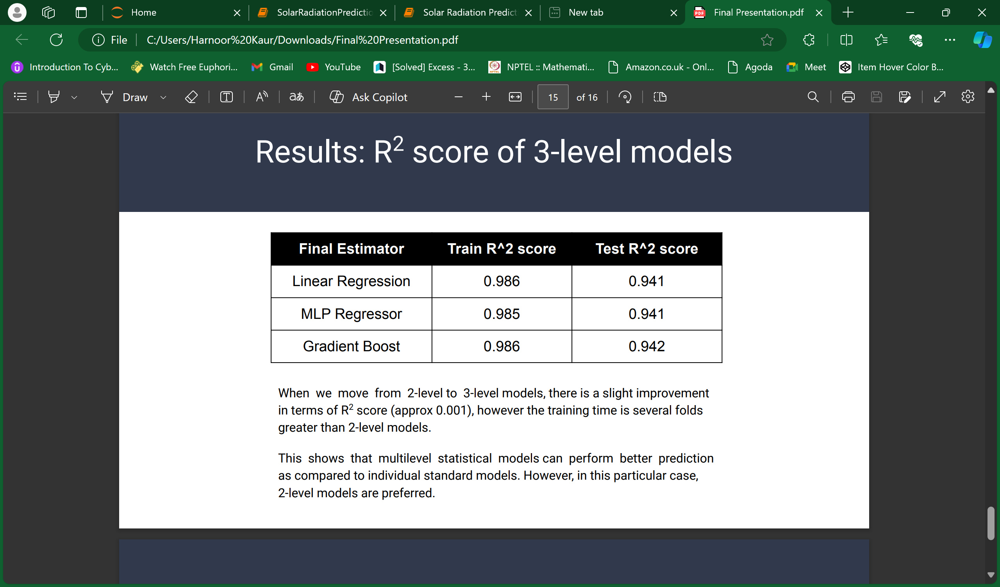 Home
SolarRadiationPredictio
Solar Radiation Predict
New tab
Final Presentation.pdf
File
C:/Users/Harnoor%20Kaur/Downloads/Final%20Presentation.pdf
Introduction To Cyb...
Watch Free Euphori...
Gmail
YouTube
[Solved] Excess - 3...
NPTEL :: Mathemati...
Amazon.co.uk - Onl...
Agoda
Meet
Item Hover Color B...
Draw
aあ
Ask Copilot
15 of 16
Results: R² score of 3-level models
Final Estimator Train R^2 score Test R^2 score
Linear Regression 0.986 0.941
MLP Regressor 0.985 0.941
Gradient Boost 0.986 0.942
When we move from 2-level to 3-level models, there is a slight improvement
in terms of R² score (approx 0.001), however the training time is several folds
greater than 2-level models.
This shows that multilevel statistical models can perform better prediction
as compared to individual standard models. However, in this particular case,
2-level models are preferred.